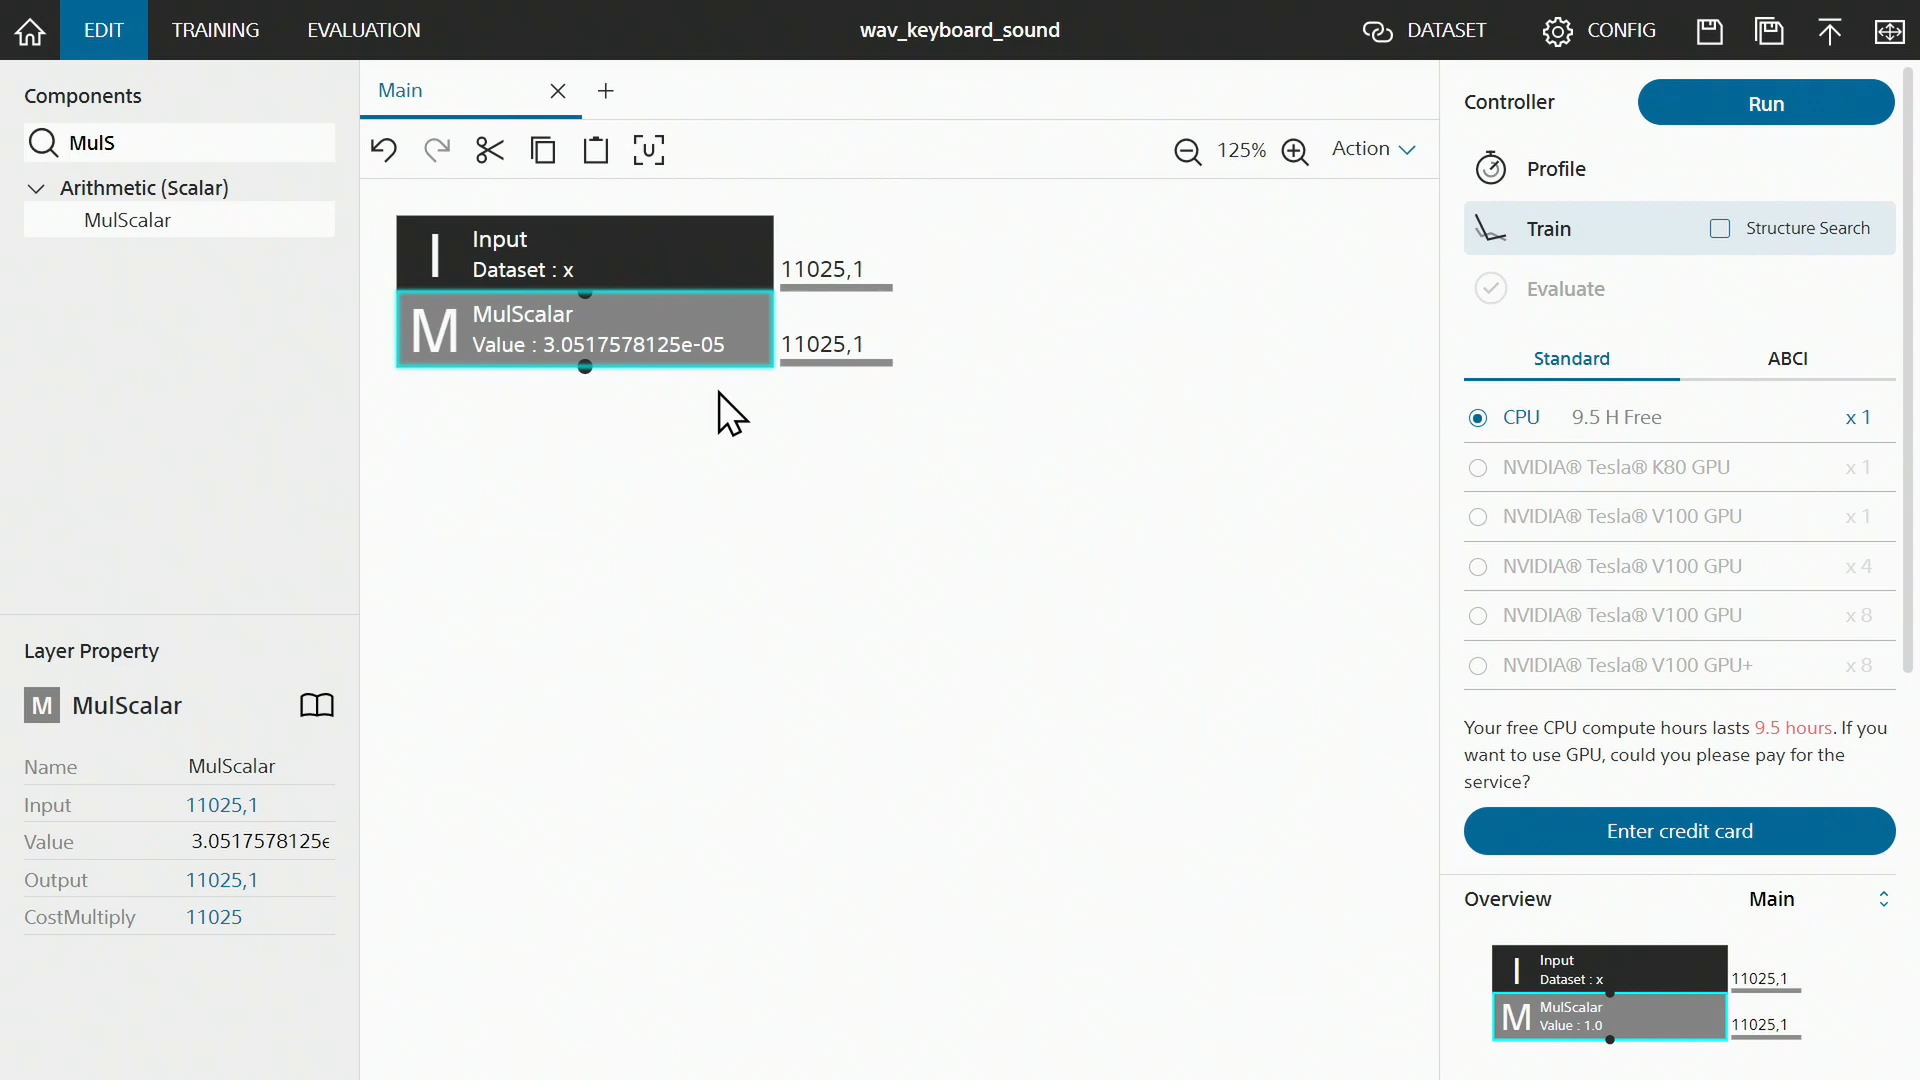 EDIT TRAINING EVALUATION wav_keyboard_sound DATASET CONFIG
Components
MulS
Arithmetic (Scalar)
MulScalar
Layer Property
M MulScalar
Name MulScalar
Input 11025,1
Value 3.0517578125e
Output 11025,1
CostMultiply 11025
Main
125% Action
I Input
Dataset : x
11025,1
M MulScalar
Value : 3.0517578125e-05
11025,1
Controller Run
Profile
Train Structure Search
Evaluate
Standard ABCI
CPU 9.5 H Free x 1
NVIDIA® Tesla® K80 GPU x 1
NVIDIA® Tesla® V100 GPU x 1
NVIDIA® Tesla® V100 GPU x 4
NVIDIA® Tesla® V100 GPU x 8
NVIDIA® Tesla® V100 GPU+ x 8
Your free CPU compute hours lasts 9.5 hours. If you
want to use GPU, could you please pay for the
service?
Enter credit card
Overview Main
I Input
Dataset : x
11025,1
M MulScalar
Value : 1.0
11025,1